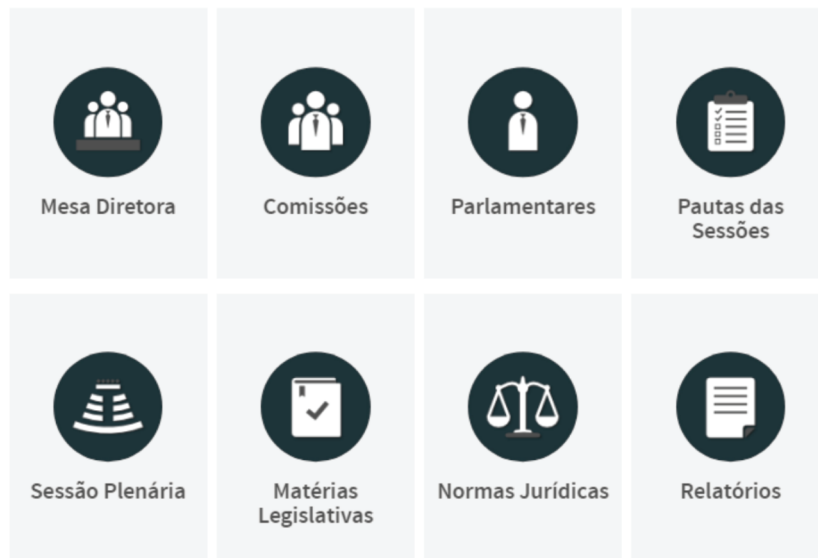 Mesa Diretora
Comissões
Parlamentares
Pautas das
Sessões
Sessão Plenária
Matérias
Legislativas
Normas Jurídicas
Relatórios